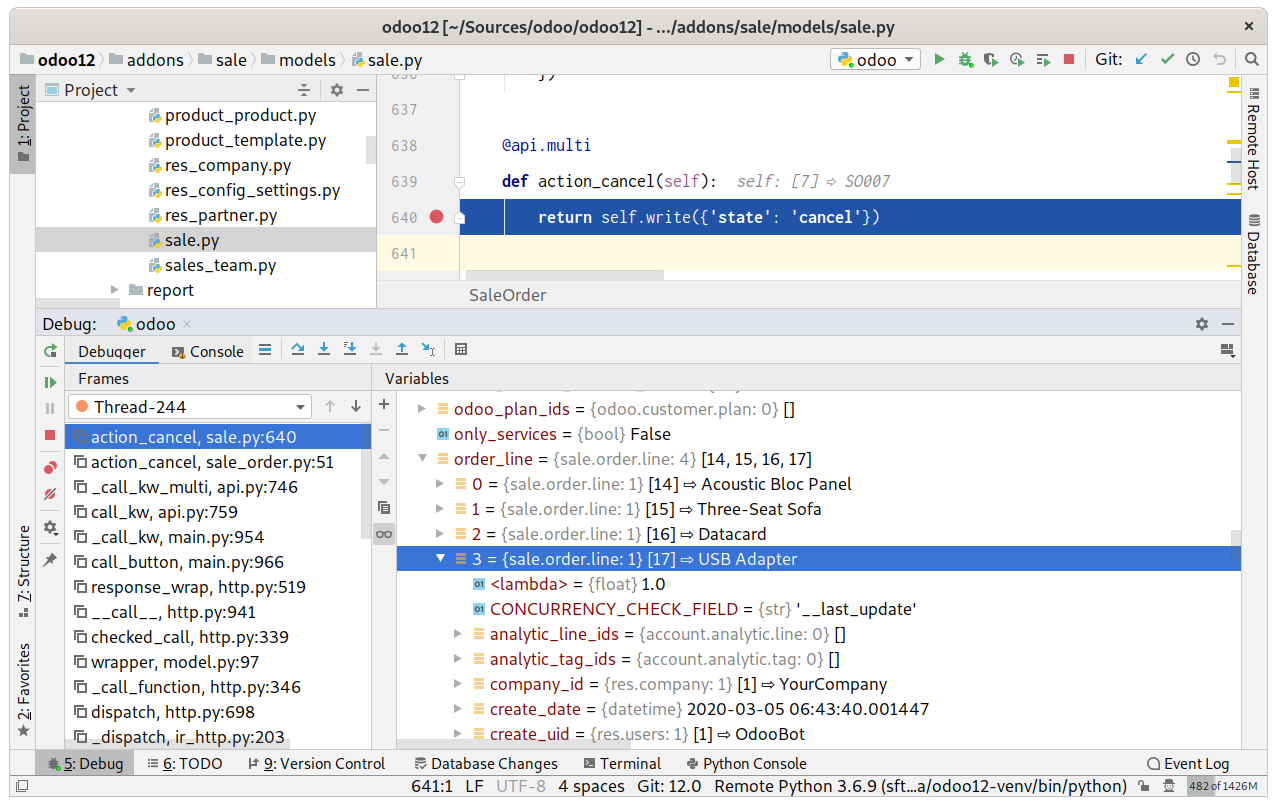 odoo12 [~/Sources/odoo/odoo12] - .../addons/sale/models/sale.py
odoo12 addons sale models sale.py odoo Git:
1: Project
Project
product_product.py
product_template.py
res_company.py
res_config_settings.py
res_partner.py
sale.py
sales_team.py
report
637
638 @api.multi
639 def action_cancel(self): self: [7] ⇨ SO007
640 return self.write({'state': 'cancel'})
641
SaleOrder
Remote Host
Database
Debug: odoo
Debugger Console
Frames
Thread-244
action_cancel, sale.py:640
action_cancel, sale_order.py:51
_call_kw_multi, api.py:746
call_kw, api.py:759
_call_kw, main.py:954
call_button, main.py:966
response_wrap, http.py:519
__call__, http.py:941
checked_call, http.py:339
wrapper, model.py:97
_call_function, http.py:346
dispatch, http.py:698
_dispatch, ir_http.py:203
Variables
odoo_plan_ids = {odoo.customer.plan: 0} []
only_services = {bool} False
order_line = {sale.order.line: 4} [14, 15, 16, 17]
0 = {sale.order.line: 1} [14] ⇨ Acoustic Bloc Panel
1 = {sale.order.line: 1} [15] ⇨ Three-Seat Sofa
2 = {sale.order.line: 1} [16] ⇨ Datacard
3 = {sale.order.line: 1} [17] ⇨ USB Adapter
<lambda> = {float} 1.0
CONCURRENCY_CHECK_FIELD = {str} '__last_update'
analytic_line_ids = {account.analytic.line: 0} []
analytic_tag_ids = {account.analytic.tag: 0} []
company_id = {res.company: 1} [1] ⇨ YourCompany
create_date = {datetime} 2020-03-05 06:43:40.001447
create_uid = {res.users: 1} [1] ⇨ OdooBot
7: Structure
2: Favorites
5: Debug 6: TODO 9: Version Control Database Changes Terminal Python Console Event Log
641:1 LF UTF-8 4 spaces Git: 12.0 Remote Python 3.6.9 (sft...a/odoo12-venv/bin/python) 482 of 1426M